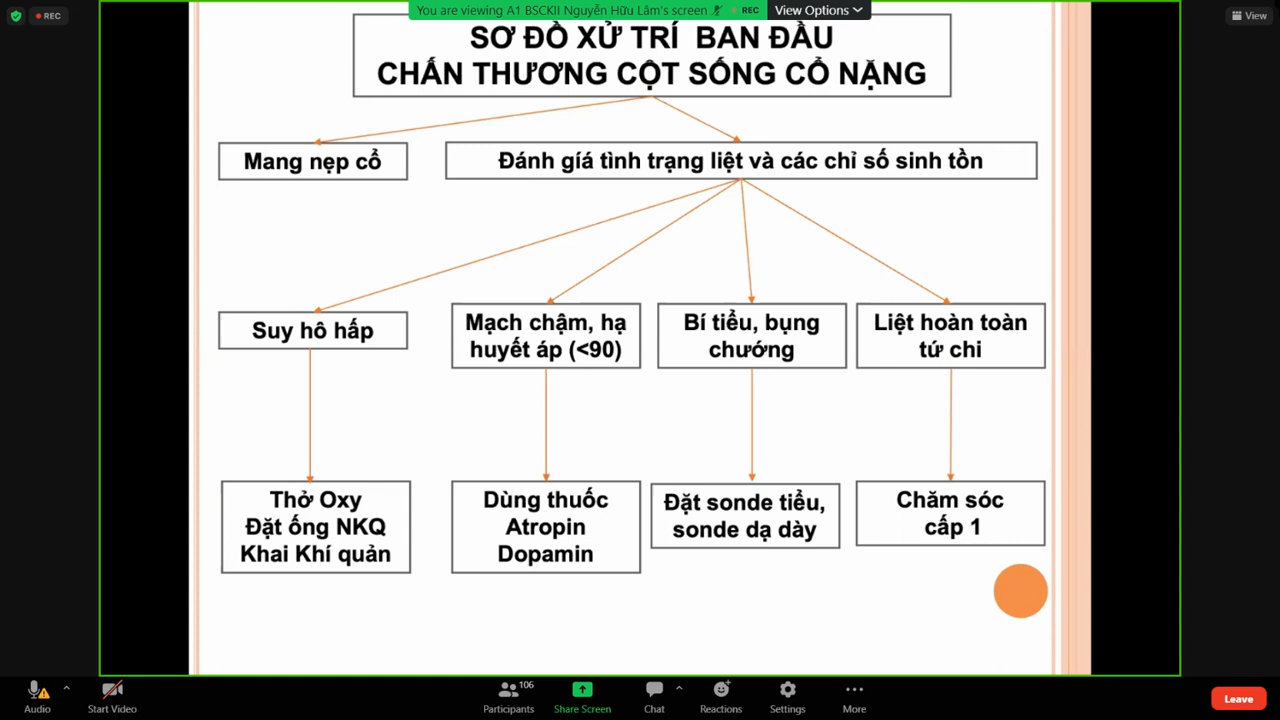 You are viewing A1 BSCKII Nguyễn Hữu Lâm's screen
REC
View Options
REC
View
SƠ ĐỒ XỬ TRÍ BAN ĐẦU
CHẤN THƯƠNG CỘT SỐNG CỔ NẶNG
Mang nẹp cổ
Đánh gíá tình trạng liệt và các chỉ số sinh tồn
Suy hô hấp
Mạch chậm, hạ
huyết áp (<90)
Bí tiểu, bụng
chướng
Liệt hoàn toàn
tứ chi
Thở Oxy
Đặt ống NKQ
Khai Khí quản
Dùng thuốc
Atropin
Dopamin
Đặt sonde tiểu,
sonde dạ dày
Chăm sóc
cấp 1
Audio
Start Video
106
Participants
Share Screen
Chat
Reactions
Settings
More
Leave